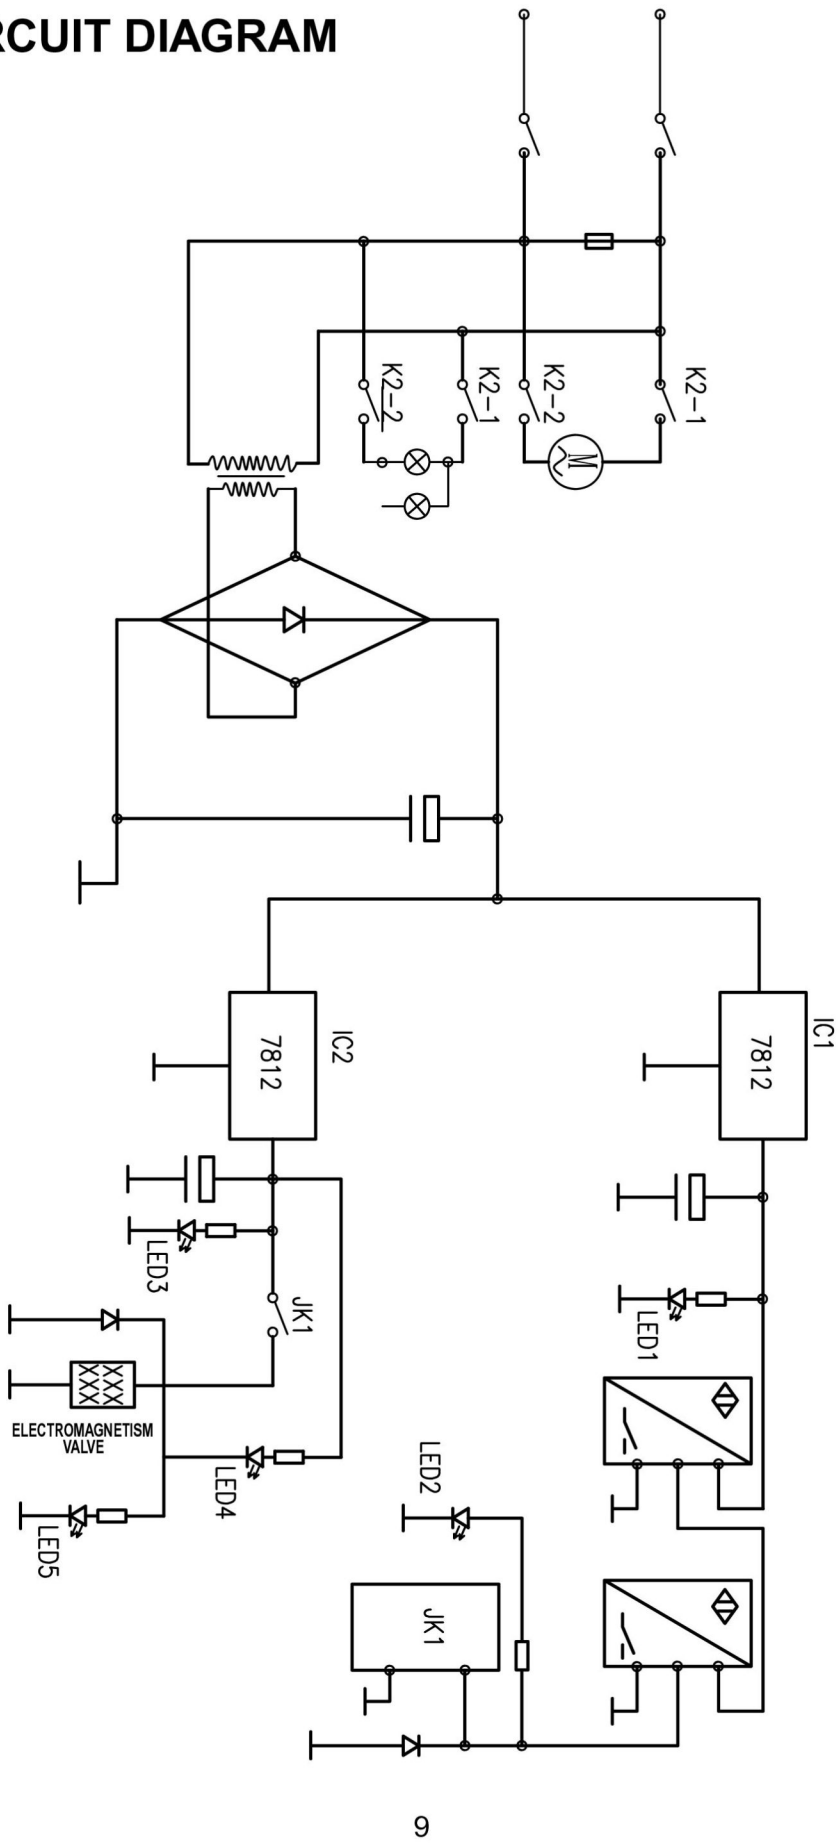 RCUIT DIAGRAM
K2-2
K2-1
K2-2
K2-1
M
IC2
7812
IC1
7812
LED3
JK1
LED1
ELECTROMAGNETISM
VALVE
LED4
LED2
LED5
JK1
9